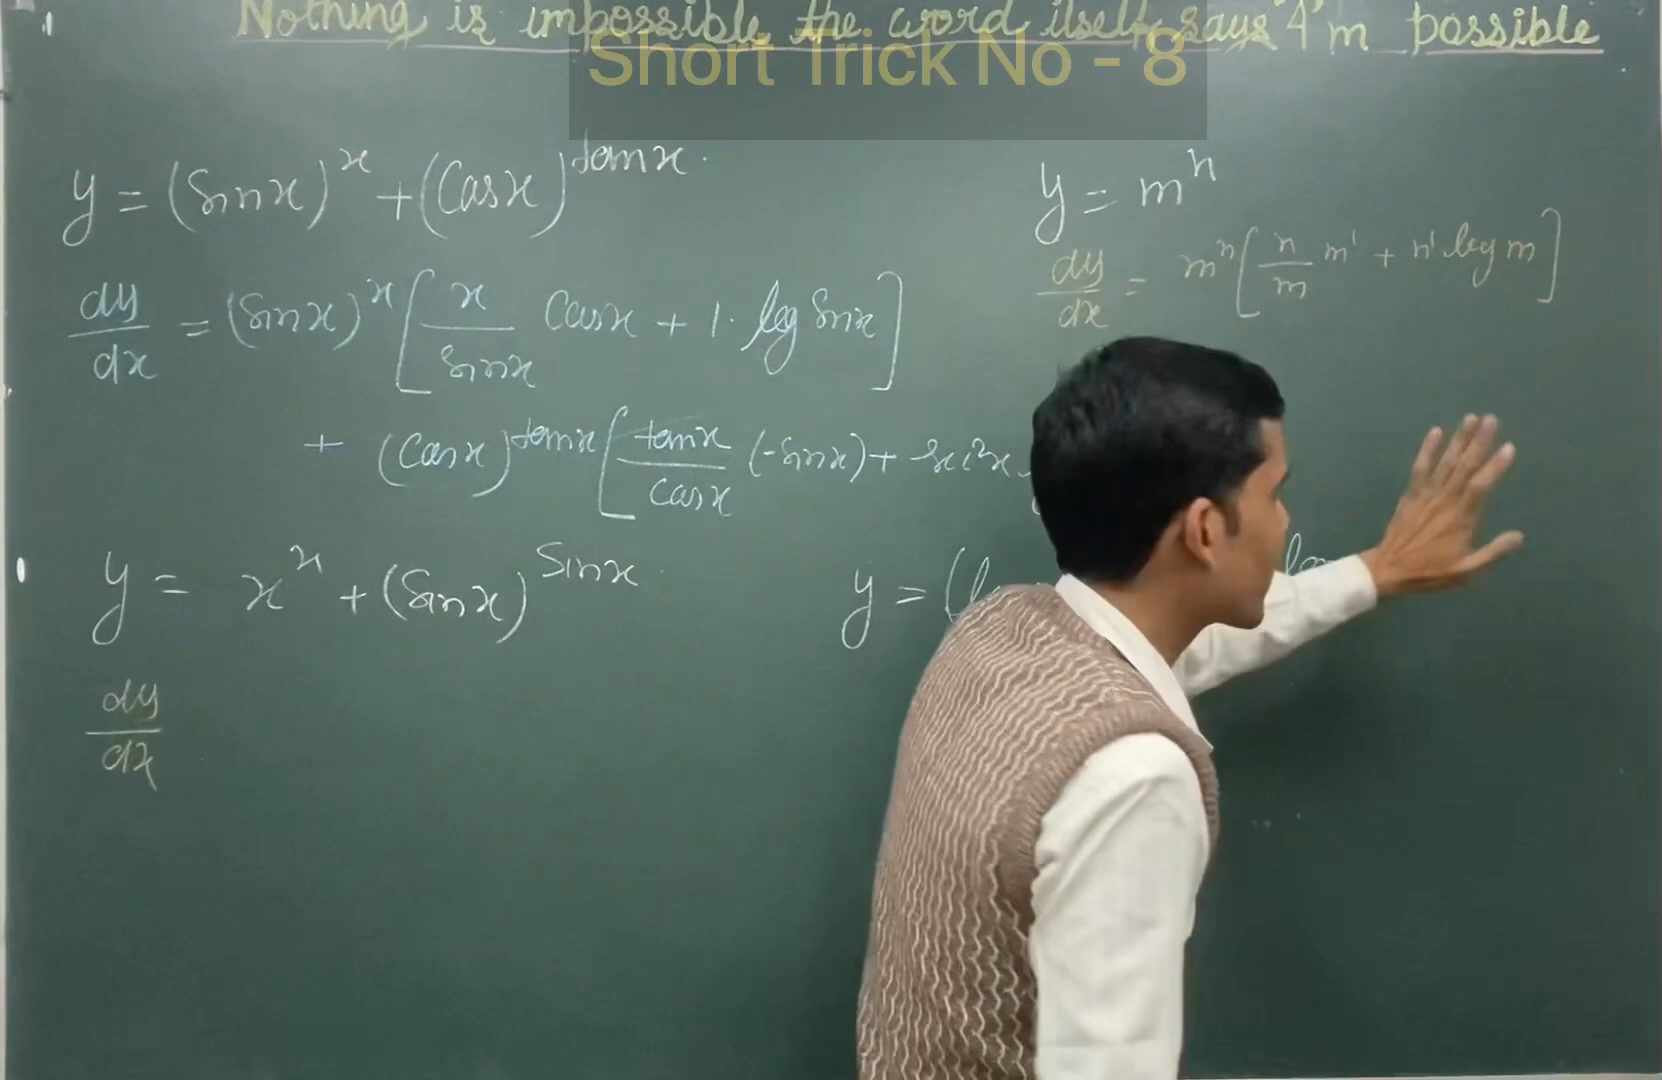 Nothing is impossible the word itself says "I'm possible
Short Trick No - 8
y = (Sinx)^x + (Cosx)^tanx.
dy/dx = (Sinx)^x [x/Sinx Cosx + 1. log Sinx]
+ (Cosx)^tanx [tanx/Cosx (-Sinx) + sec²x.
y = x^x + (Sinx)^Sinx.
dy/dx
y = m^n
dy/dx = m^n [n/m m' + n' log m]
y = (